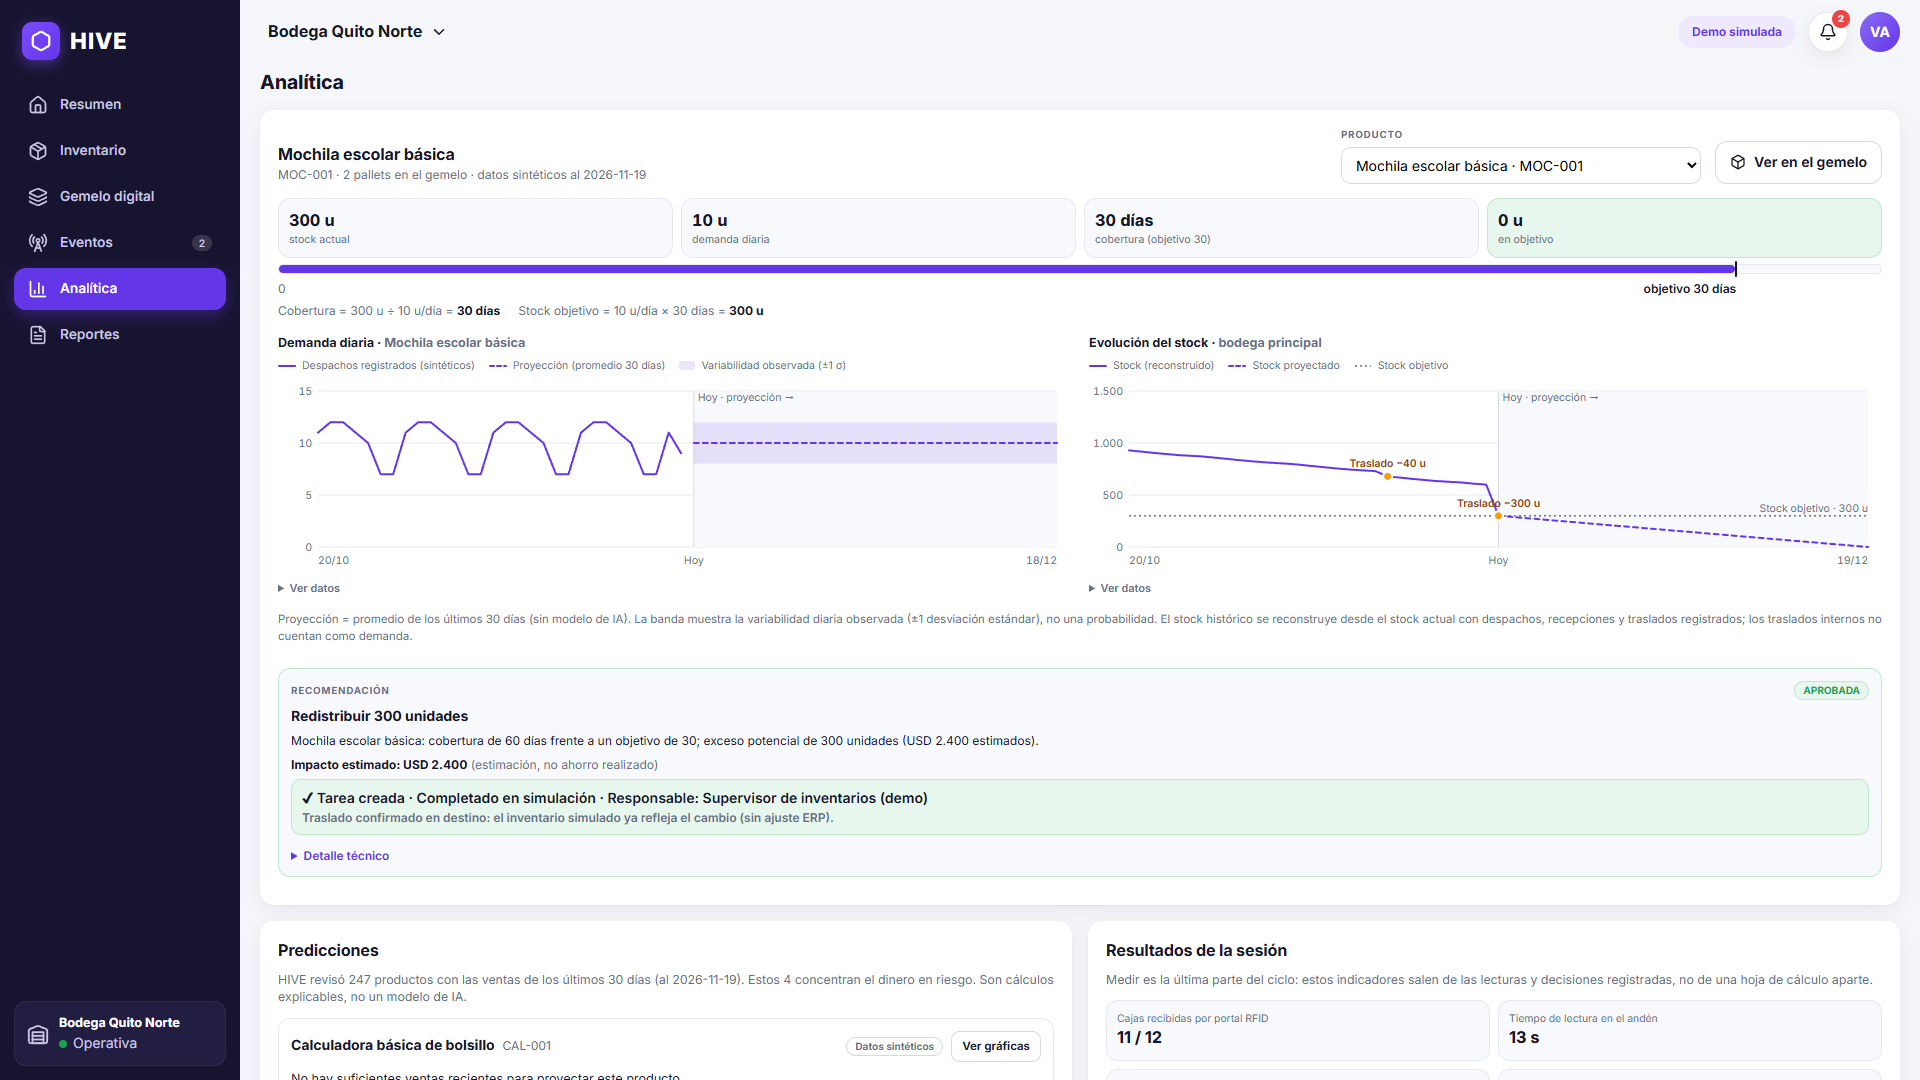 HIVE
Resumen
Inventario
Gemelo digital
Eventos 2
Analítica
Reportes
Bodega Quito Norte
Operativa
Bodega Quito Norte
Demo simulada
2
VA
Analítica
Mochila escolar básica
MOC-001 · 2 pallets en el gemelo · datos sintéticos al 2026-11-19
PRODUCTO
Mochila escolar básica · MOC-001
Ver en el gemelo
300 u
stock actual
10 u
demanda diaria
30 días
cobertura (objetivo 30)
0 u
en objetivo
0
objetivo 30 días
Cobertura = 300 u ÷ 10 u/día = 30 días Stock objetivo = 10 u/día × 30 días = 300 u
Demanda diaria · Mochila escolar básica
Despachos registrados (sintéticos) Proyección (promedio 30 días) Variabilidad observada (±1 σ)
15
10
5
0
Hoy · proyección →
20/10 Hoy 18/12
▶ Ver datos
Evolución del stock · bodega principal
Stock (reconstruido) Stock proyectado Stock objetivo
1.500
1.000
500
0
Hoy · proyección →
Traslado −40 u
Traslado −300 u
Stock objetivo · 300 u
20/10 Hoy 19/12
▶ Ver datos
Proyección = promedio de los últimos 30 días (sin modelo de IA). La banda muestra la variabilidad diaria observada (±1 desviación estándar), no una probabilidad. El stock histórico se reconstruye desde el stock actual con despachos, recepciones y traslados registrados; los traslados internos no
cuentan como demanda.
RECOMENDACIÓN
APROBADA
Redistribuir 300 unidades
Mochila escolar básica: cobertura de 60 días frente a un objetivo de 30; exceso potencial de 300 unidades (USD 2.400 estimados).
Impacto estimado: USD 2.400 (estimación, no ahorro realizado)
✓ Tarea creada · Completado en simulación · Responsable: Supervisor de inventarios (demo)
Traslado confirmado en destino: el inventario simulado ya refleja el cambio (sin ajuste ERP).
▶ Detalle técnico
Predicciones
HIVE revisó 247 productos con las ventas de los últimos 30 días (al 2026-11-19). Estos 4 concentran el dinero en riesgo. Son cálculos
explicables, no un modelo de IA.
Calculadora básica de bolsillo CAL-001
Datos sintéticos
Ver gráficas
No hay suficientes ventas recientes para proyectar este producto.
Resultados de la sesión
Medir es la última parte del ciclo: estos indicadores salen de las lecturas y decisiones registradas, no de una hoja de cálculo aparte.
Cajas recibidas por portal RFID
11 / 12
Tiempo de lectura en el andén
13 s